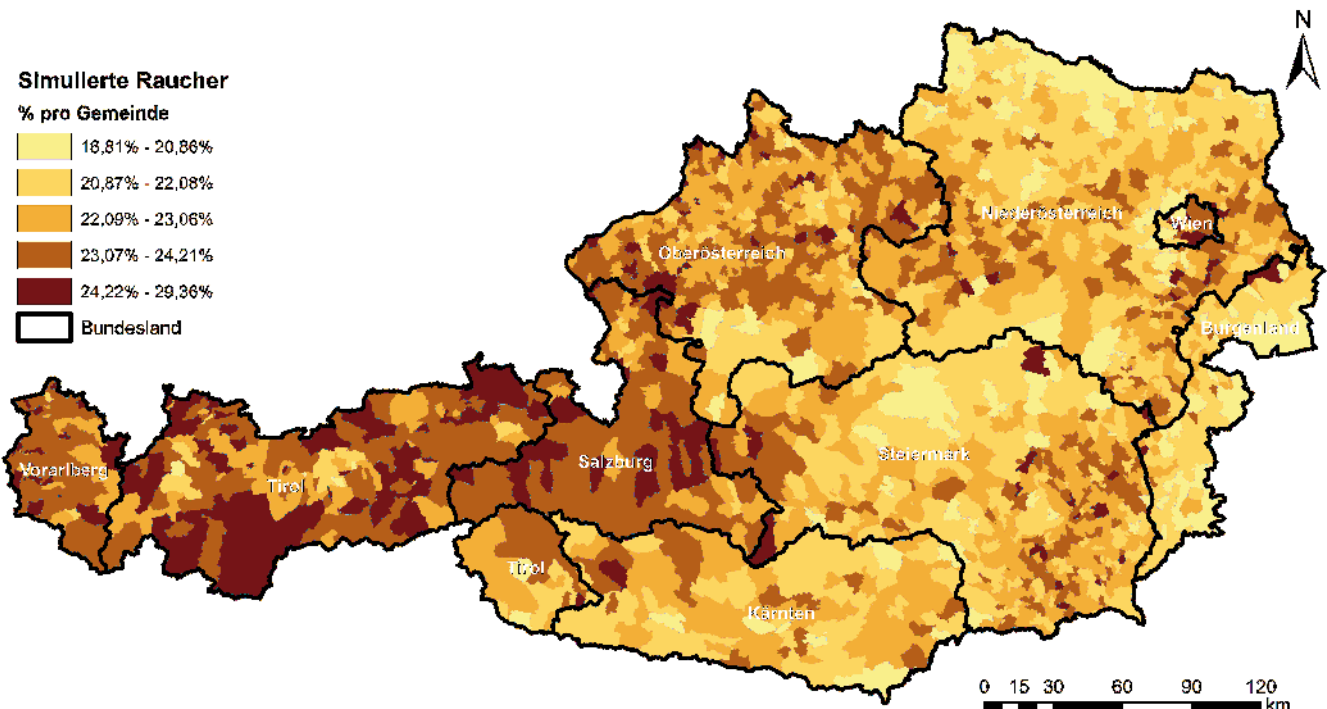 N
Simulierte Raucher
% pro Gemeinde
18,81% - 20,86%
20,87% - 22,08%
22,09% - 23,06%
23,07% - 24,21%
24,22% - 29,36%
Bundesland
Niederösterreich
Wien
Oberösterreich
Burgenland
Vorarlberg
Tirol
Salzburg
Steiermark
Tirol
Kärnten
0 15 30 60 90 120
km